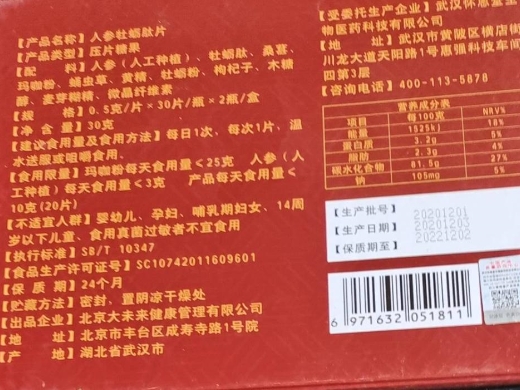 【产品名称】人参牡蛎肽片
【产品类型】压片糖果
【配 料】人参（人工种植）、牡蛎肽、桑葚、
玛咖粉、蛹虫草、黄精、牡蛎粉、枸杞子、木糖
醇、麦芽糊精、微晶纤维素
【规 格】0.5克/片×30片/瓶×2瓶/盒
【净 含 量】30克
【建议食用量及食用方法】每日1次，每次1片，温
水送服或咀嚼食用、
【食用限量】玛咖粉每天食用量≤25克 人参（人
工种植）每天食用量≤3克 产品每天食用量≤
10克(20片)
【不适宜人群】婴幼儿、孕妇、哺乳期妇女、14周
岁以下儿童、食用真菌过敏者不宜食用
【执行标准】SB/T 10347
【食品生产许可证号】SC10742011609601
【保 质 期】24个月
【贮藏方法】密封、置阴凉干燥处
【出品企业】北京大未来健康管理有限公司
【地 址】北京市丰台区成寿寺路1号院
【产 地】湖北省武汉市
【受委托生产企业】武汉怀恩堂生
物医药科技有限公司
【地 址】武汉市黄陂区横店街
川龙大道天阳路1号惠强科技车间
四第3层
【咨询电话】400-113-5878
营养成分表
项目 每100克 NRV%
能量 1525kJ 18%
蛋白质 3.2g 5%
脂肪 2.3g 4%
碳水化合物 81.5g 27%
钠 105mg 5%
【生产批号】 20201201
【生产日期】 20201203
【保质期至】 20221202
6 971632 051811